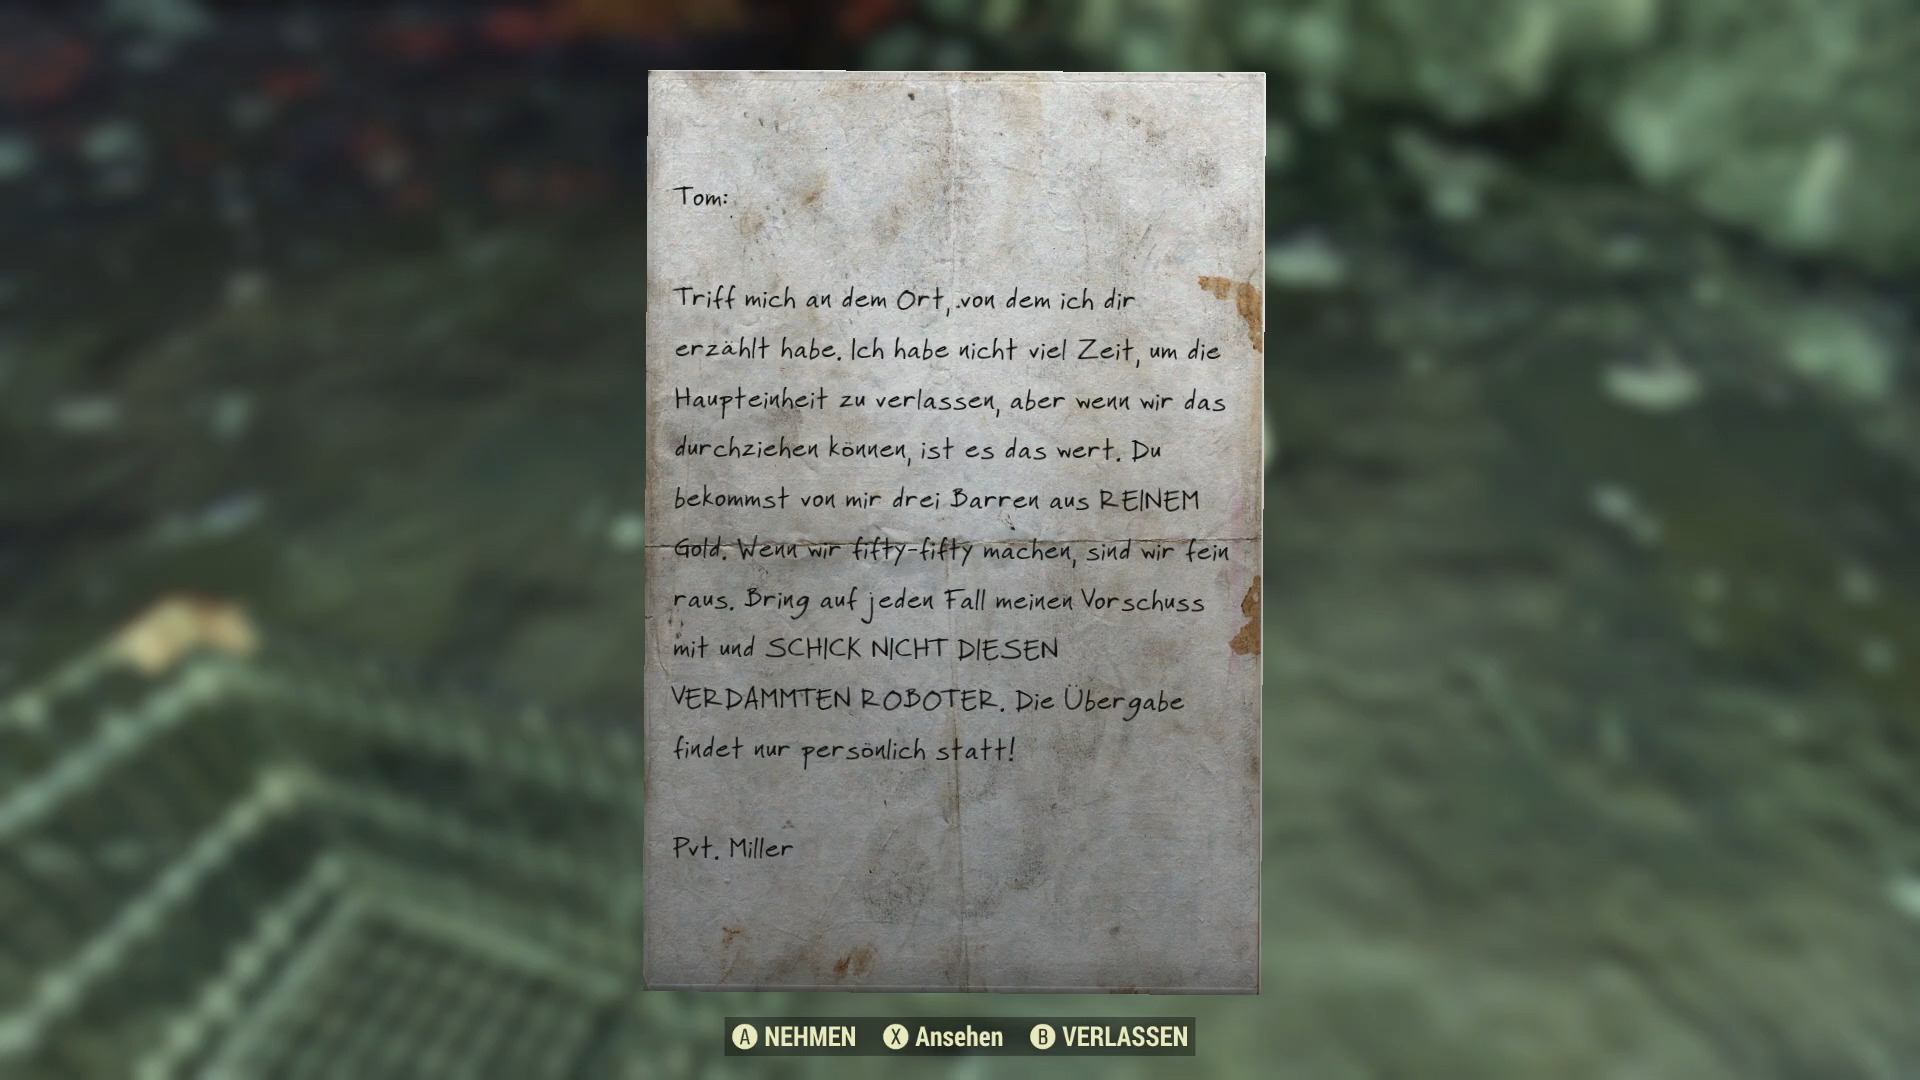 Tom:
Triff mich an dem Ort, von dem ich dir
erzählt habe. Ich habe nicht viel Zeit, um die
Haupteinheit zu verlassen, aber wenn wir das
durchziehen können, ist es das wert. Du
bekommst von mir drei Barren aus REINEM
Gold. Wenn wir fifty-fifty machen, sind wir fein
raus. Bring auf jeden Fall meinen Vorschuss
mit und SCHICK NICHT DIESEN
VERDAMMTEN ROBOTER. Die Übergabe
findet nur persönlich statt!
Pvt. Miller
A NEHMEN X Ansehen B VERLASSEN